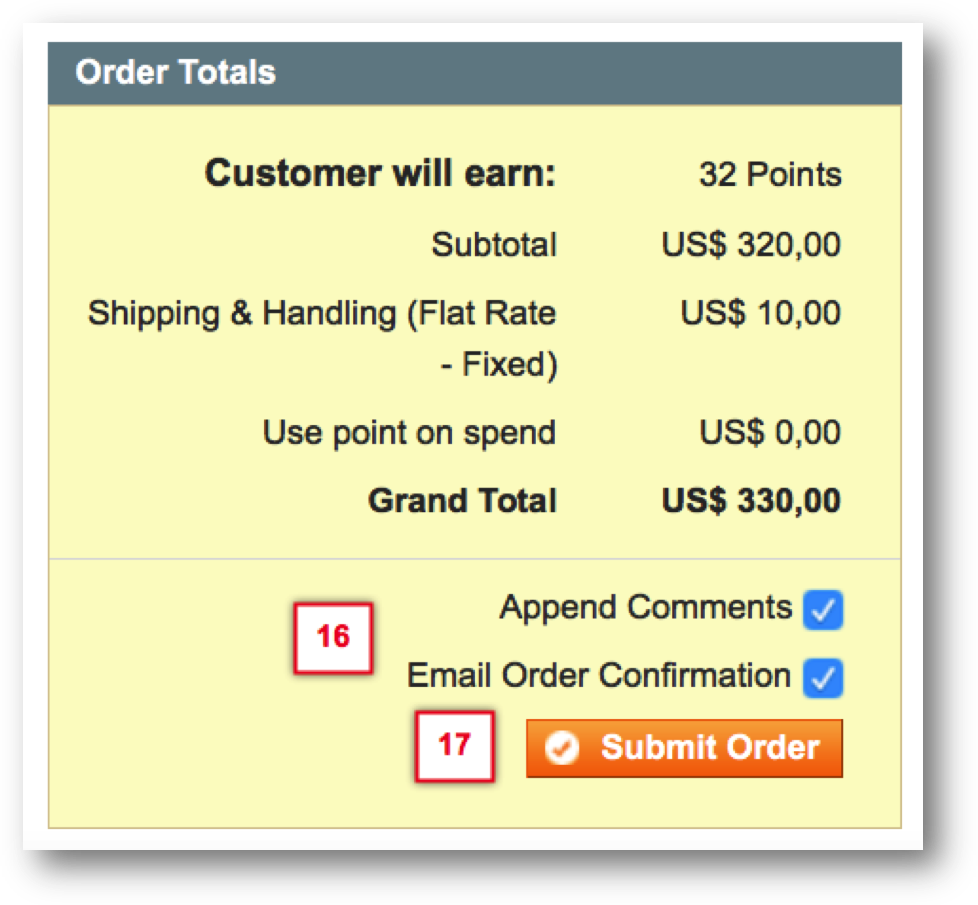 Order Totals
Customer will earn: 32 Points
Subtotal US$ 320,00
Shipping & Handling (Flat Rate US$ 10,00
- Fixed)
Use point on spend US$ 0,00
Grand Total US$ 330,00
Append Comments
16
Email Order Confirmation
17 Submit Order